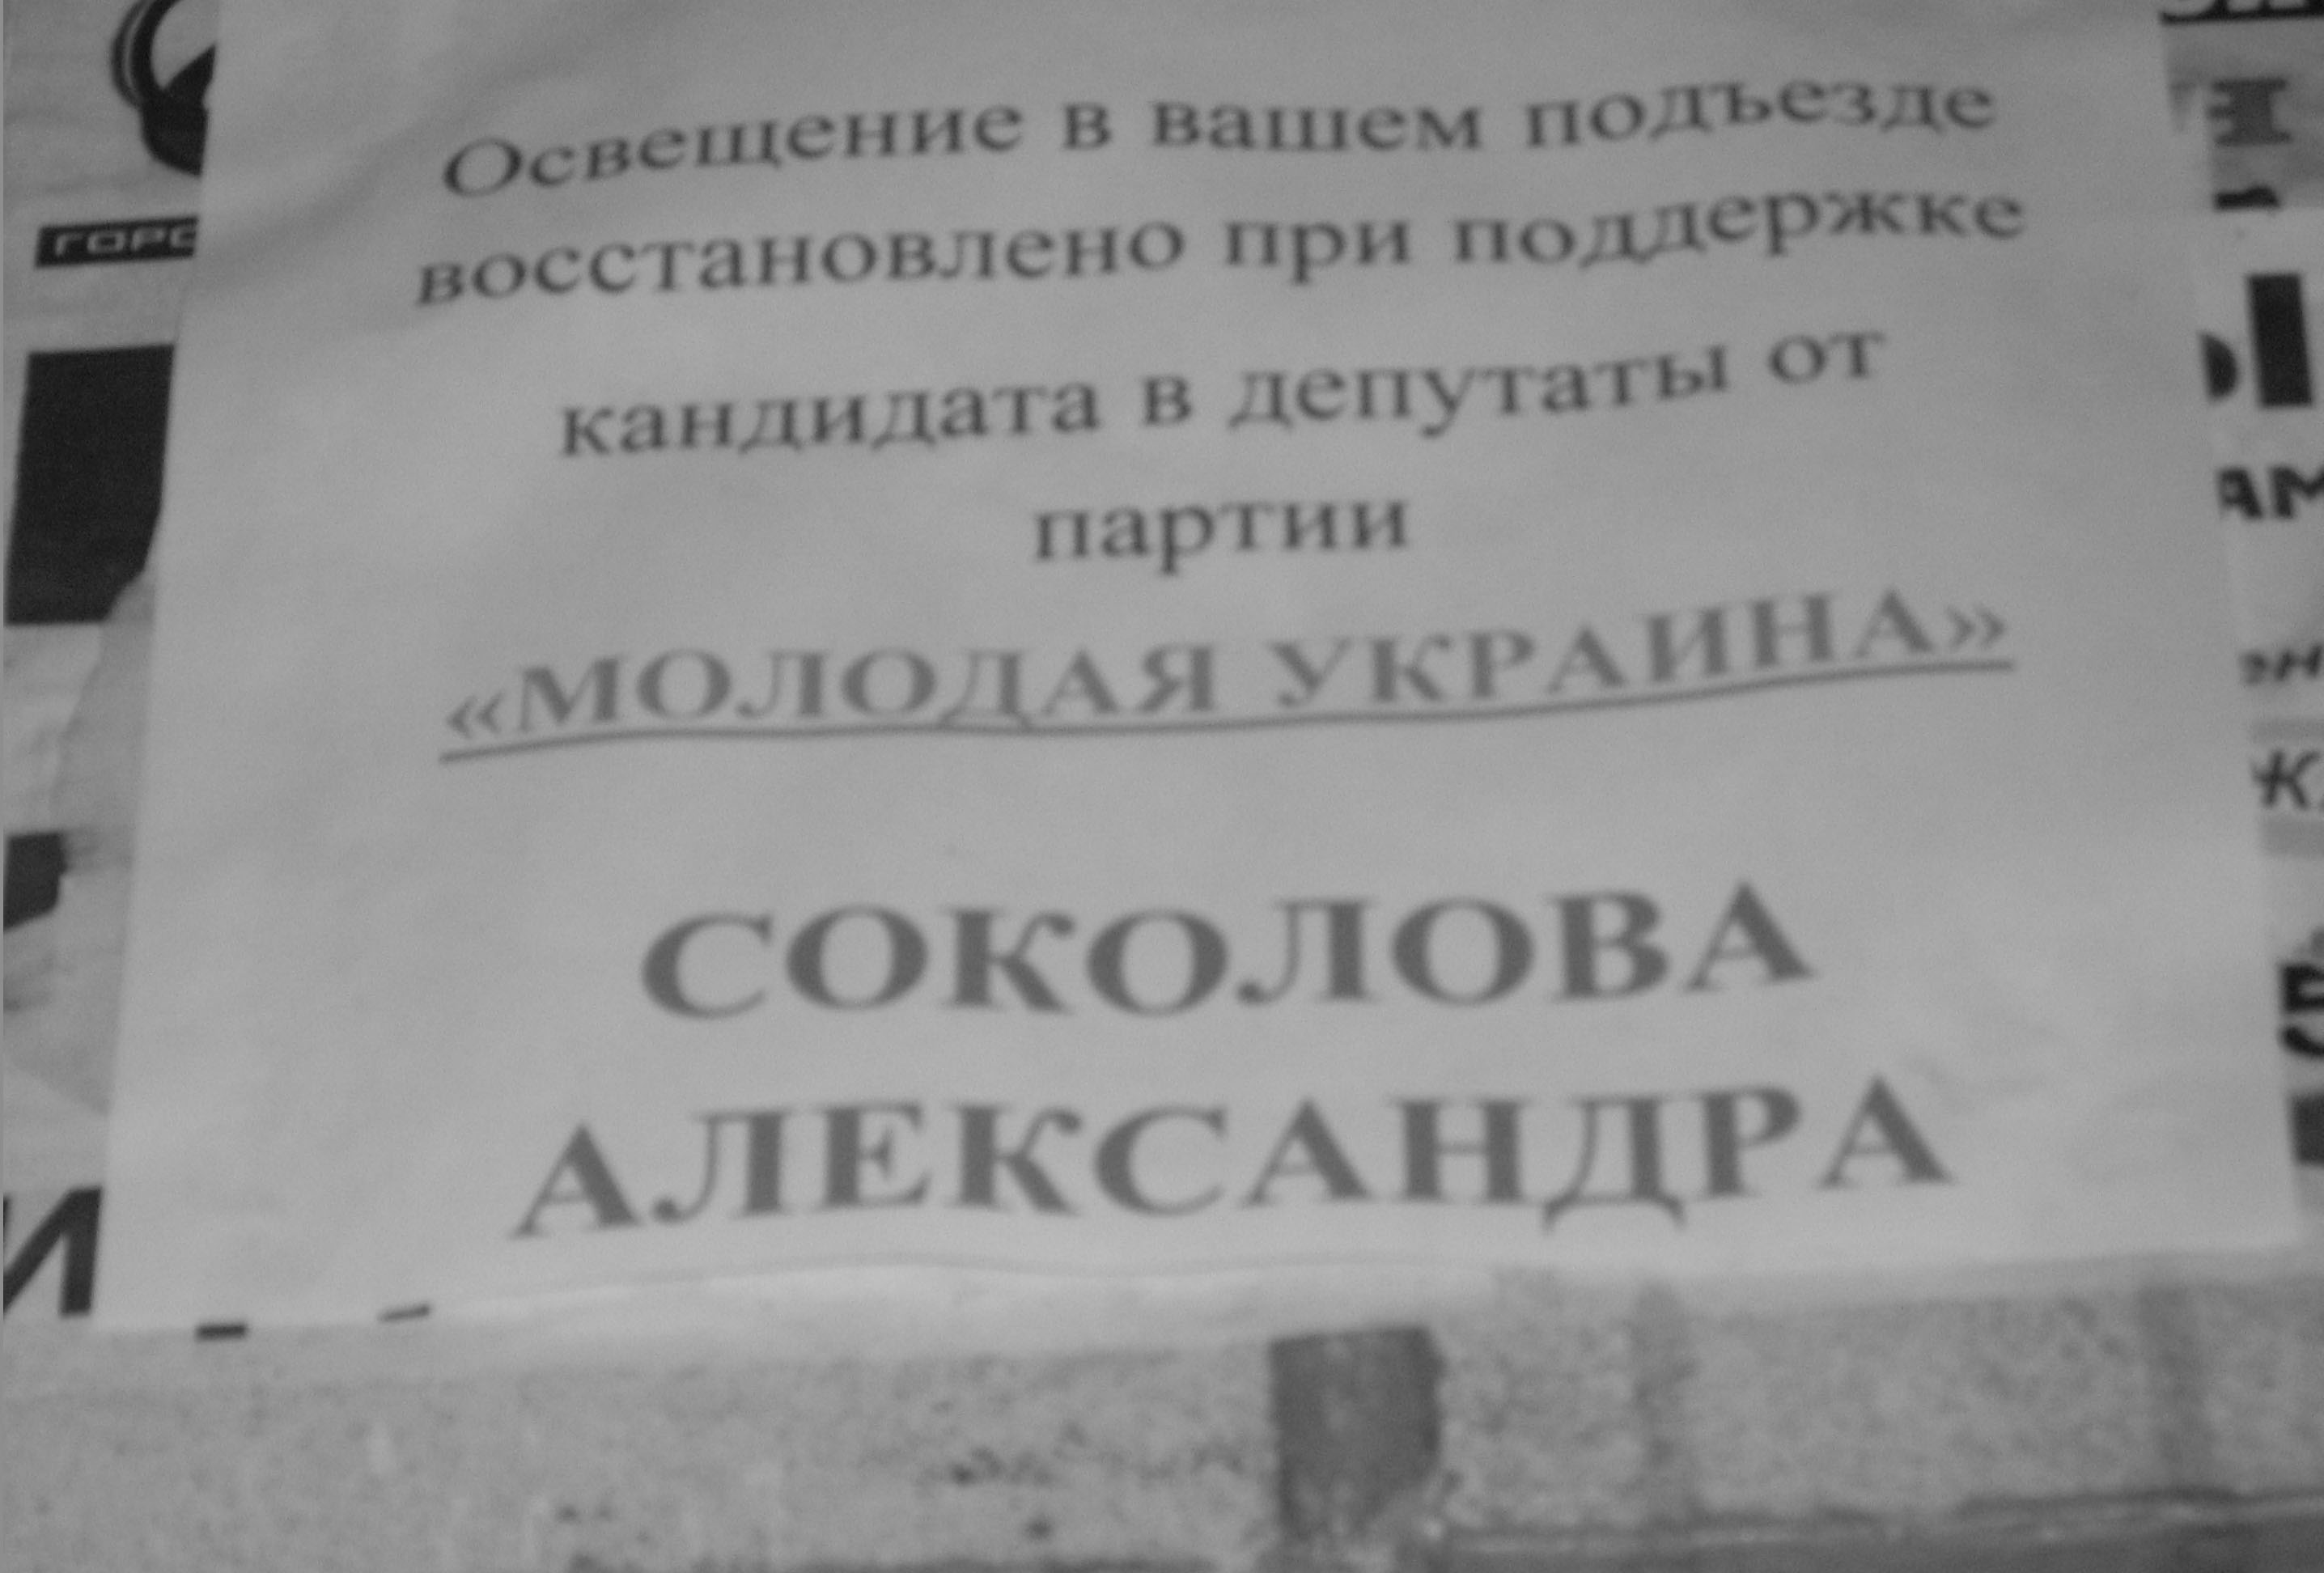 Освещение в вашем подъезде
восстановлено при поддержке
кандидата в депутаты от
партии
«МОЛОДАЯ УКРАИНА»
СОКОЛОВА
АЛЕКСАНДРА